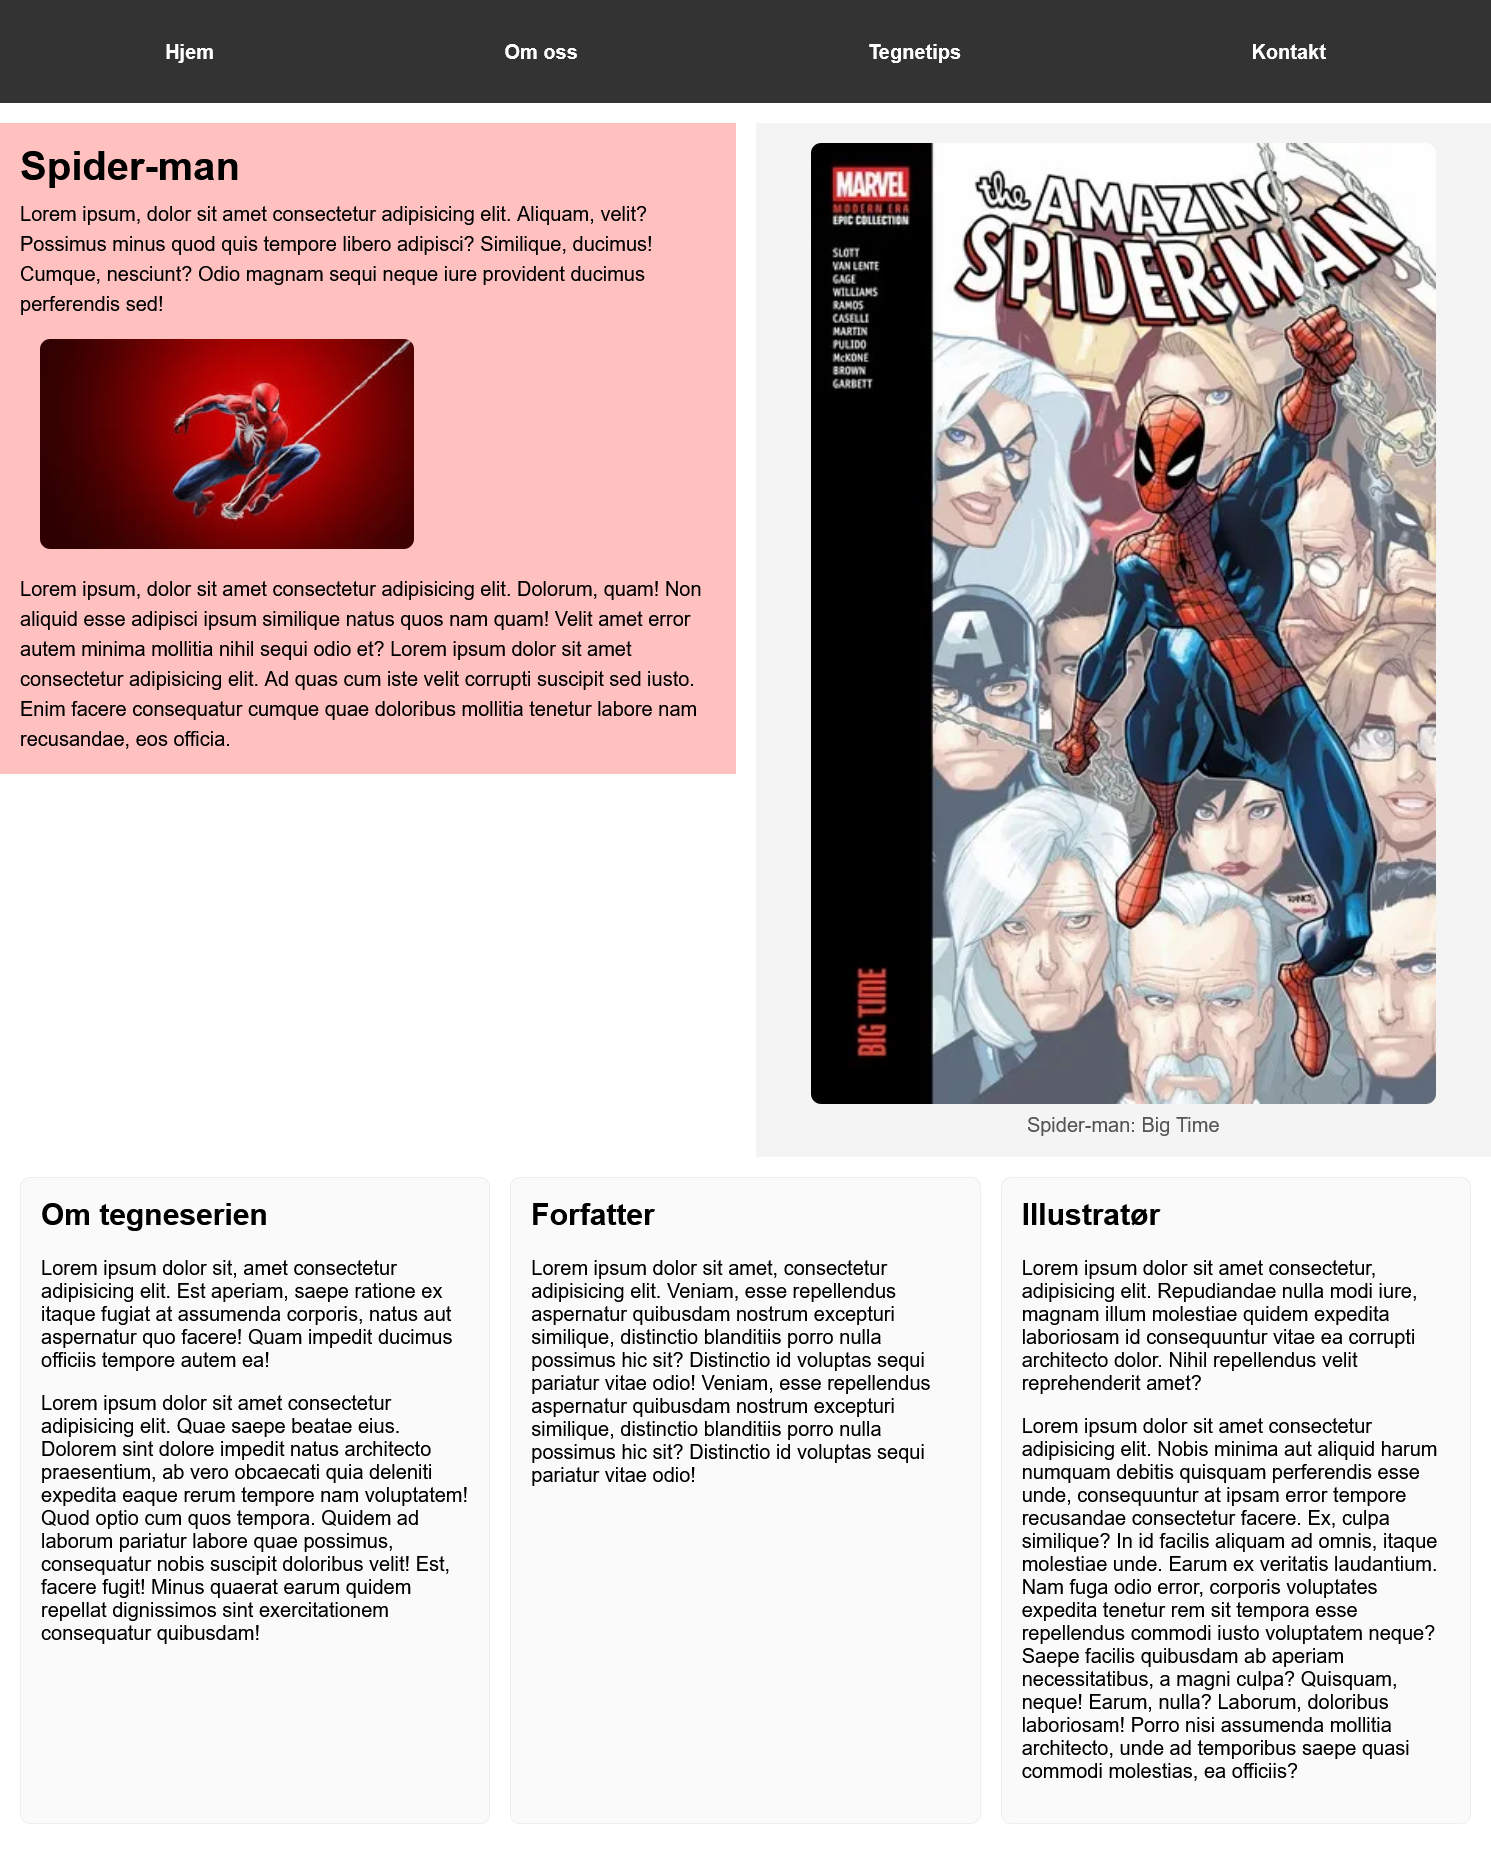 Hjem
Om oss
Tegnetips
Kontakt
Spider-man
Lorem ipsum, dolor sit amet consectetur adipisicing elit. Aliquam, velit?
Possimus minus quod quis tempore libero adipisci? Similique, ducimus!
Cumque, nesciunt? Odio magnam sequi neque iure provident ducimus
perferendis sed!
Lorem ipsum, dolor sit amet consectetur adipisicing elit. Dolorum, quam! Non
aliquid esse adipisci ipsum similique natus quos nam quam! Velit amet error
autem minima mollitia nihil sequi odio et? Lorem ipsum dolor sit amet
consectetur adipisicing elit. Ad quas cum iste velit corrupti suscipit sed iusto.
Enim facere consequatur cumque quae doloribus mollitia tenetur labore nam
recusandae, eos officia.
MARVEL
MODERN ERA
EPIC COLLECTION
SLOTT
VAN LENTE
GAGE
WILLIAMS
RAMOS
CASELLI
MARTIN
PULIDO
McKONE
BROWN
GARBETT
the AMAZING
SPIDER-MAN
A
BIG TIME
Spider-man: Big Time
Om tegneserien
Lorem ipsum dolor sit, amet consectetur
adipisicing elit. Est aperiam, saepe ratione ex
itaque fugiat at assumenda corporis, natus aut
aspernatur quo facere! Quam impedit ducimus
officiis tempore autem ea!
Lorem ipsum dolor sit amet consectetur
adipisicing elit. Quae saepe beatae eius.
Dolorem sint dolore impedit natus architecto
praesentium, ab vero obcaecati quia deleniti
expedita eaque rerum tempore nam voluptatem!
Quod optio cum quos tempora. Quidem ad
laborum pariatur labore quae possimus,
consequatur nobis suscipit doloribus velit! Est,
facere fugit! Minus quaerat earum quidem
repellat dignissimos sint exercitationem
consequatur quibusdam!
Forfatter
Lorem ipsum dolor sit amet, consectetur
adipisicing elit. Veniam, esse repellendus
aspernatur quibusdam nostrum excepturi
similique, distinctio blanditiis porro nulla
possimus hic sit? Distinctio id voluptas sequi
pariatur vitae odio! Veniam, esse repellendus
aspernatur quibusdam nostrum excepturi
similique, distinctio blanditiis porro nulla
possimus hic sit? Distinctio id voluptas sequi
pariatur vitae odio!
Illustratør
Lorem ipsum dolor sit amet consectetur,
adipisicing elit. Repudiandae nulla modi iure,
magnam illum molestiae quidem expedita
laboriosam id consequuntur vitae ea corrupti
architecto dolor. Nihil repellendus velit
reprehenderit amet?
Lorem ipsum dolor sit amet consectetur
adipisicing elit. Nobis minima aut aliquid harum
numquam debitis quisquam perferendis esse
unde, consequuntur at ipsam error tempore
recusandae consectetur facere. Ex, culpa
similique? In id facilis aliquam ad omnis, itaque
molestiae unde. Earum ex veritatis laudantium.
Nam fuga odio error, corporis voluptates
expedita tenetur rem sit tempora esse
repellendus commodi iusto voluptatem neque?
Saepe facilis quibusdam ab aperiam
necessitatibus, a magni culpa? Quisquam,
neque! Earum, nulla? Laborum, doloribus
laboriosam! Porro nisi assumenda mollitia
architecto, unde ad temporibus saepe quasi
commodi molestias, ea officiis?